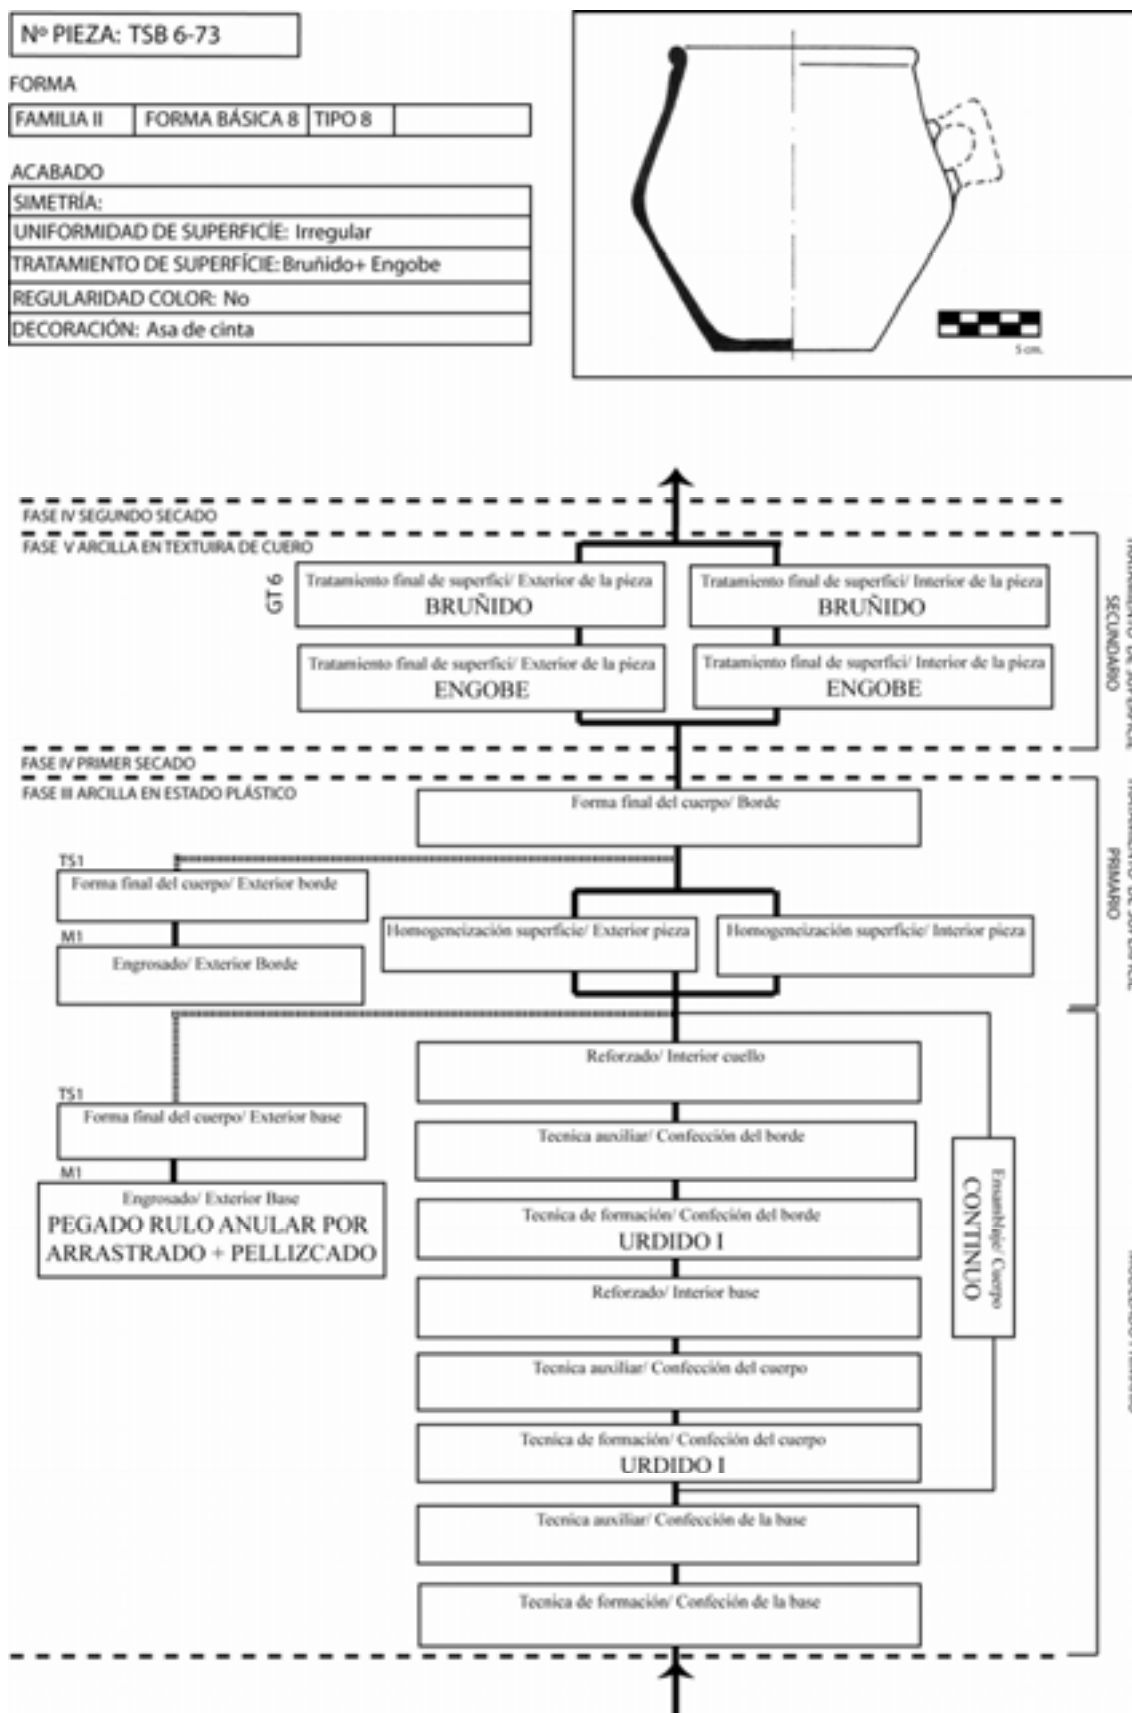 Nº PIEZA: TSB 6-73
FORMA
FAMILIA II FORMA BÁSICA 8 TIPO 8
ACABADO
SIMETRÍA:
UNIFORMIDAD DE SUPERFICÍE: Irregular
TRATAMIENTO DE SUPERFÍCIE: Bruñido+ Engobe
REGULARIDAD COLOR: No
DECORACIÓN: Asa de cinta
5 cm.
FASE IV SEGUNDO SECADO
FASE V ARCILLA EN TEXTUIRA DE CUERO
GT 6
Tratamiento final de superfici/ Exterior de la pieza
BRUÑIDO
Tratamiento final de superfici/ Interior de la pieza
BRUÑIDO
Tratamiento final de superfici/ Exterior de la pieza
ENGOBE
Tratamiento final de superfici/ Interior de la pieza
ENGOBE
SECUNDARIO
FASE IV PRIMER SECADO
FASE III ARCILLA EN ESTADO PLÁSTICO
Forma final del cuerpo/ Borde
TS1
Forma final del cuerpo/ Exterior borde
M1
Engrosado/ Exterior Borde
Homogeneización superficie/ Exterior pieza
Homogeneización superficie/ Interior pieza
PRIMARIO
Reforzado/ Interior cuello
TS1
Forma final del cuerpo/ Exterior base
M1
Engrosado/ Exterior Base
PEGADO RULO ANULAR POR
ARRASTRADO + PELLIZCADO
Tecnica auxiliar/ Confección del borde
Tecnica de formación/ Confeción del borde
URDIDO I
Reforzado/ Interior base
Tecnica auxiliar/ Confección del cuerpo
Tecnica de formación/ Confeción del cuerpo
URDIDO I
Ensamblaje/ Cuerpo
CONTINUO
Tecnica auxiliar/ Confección de la base
Tecnica de formación/ Confeción de la base